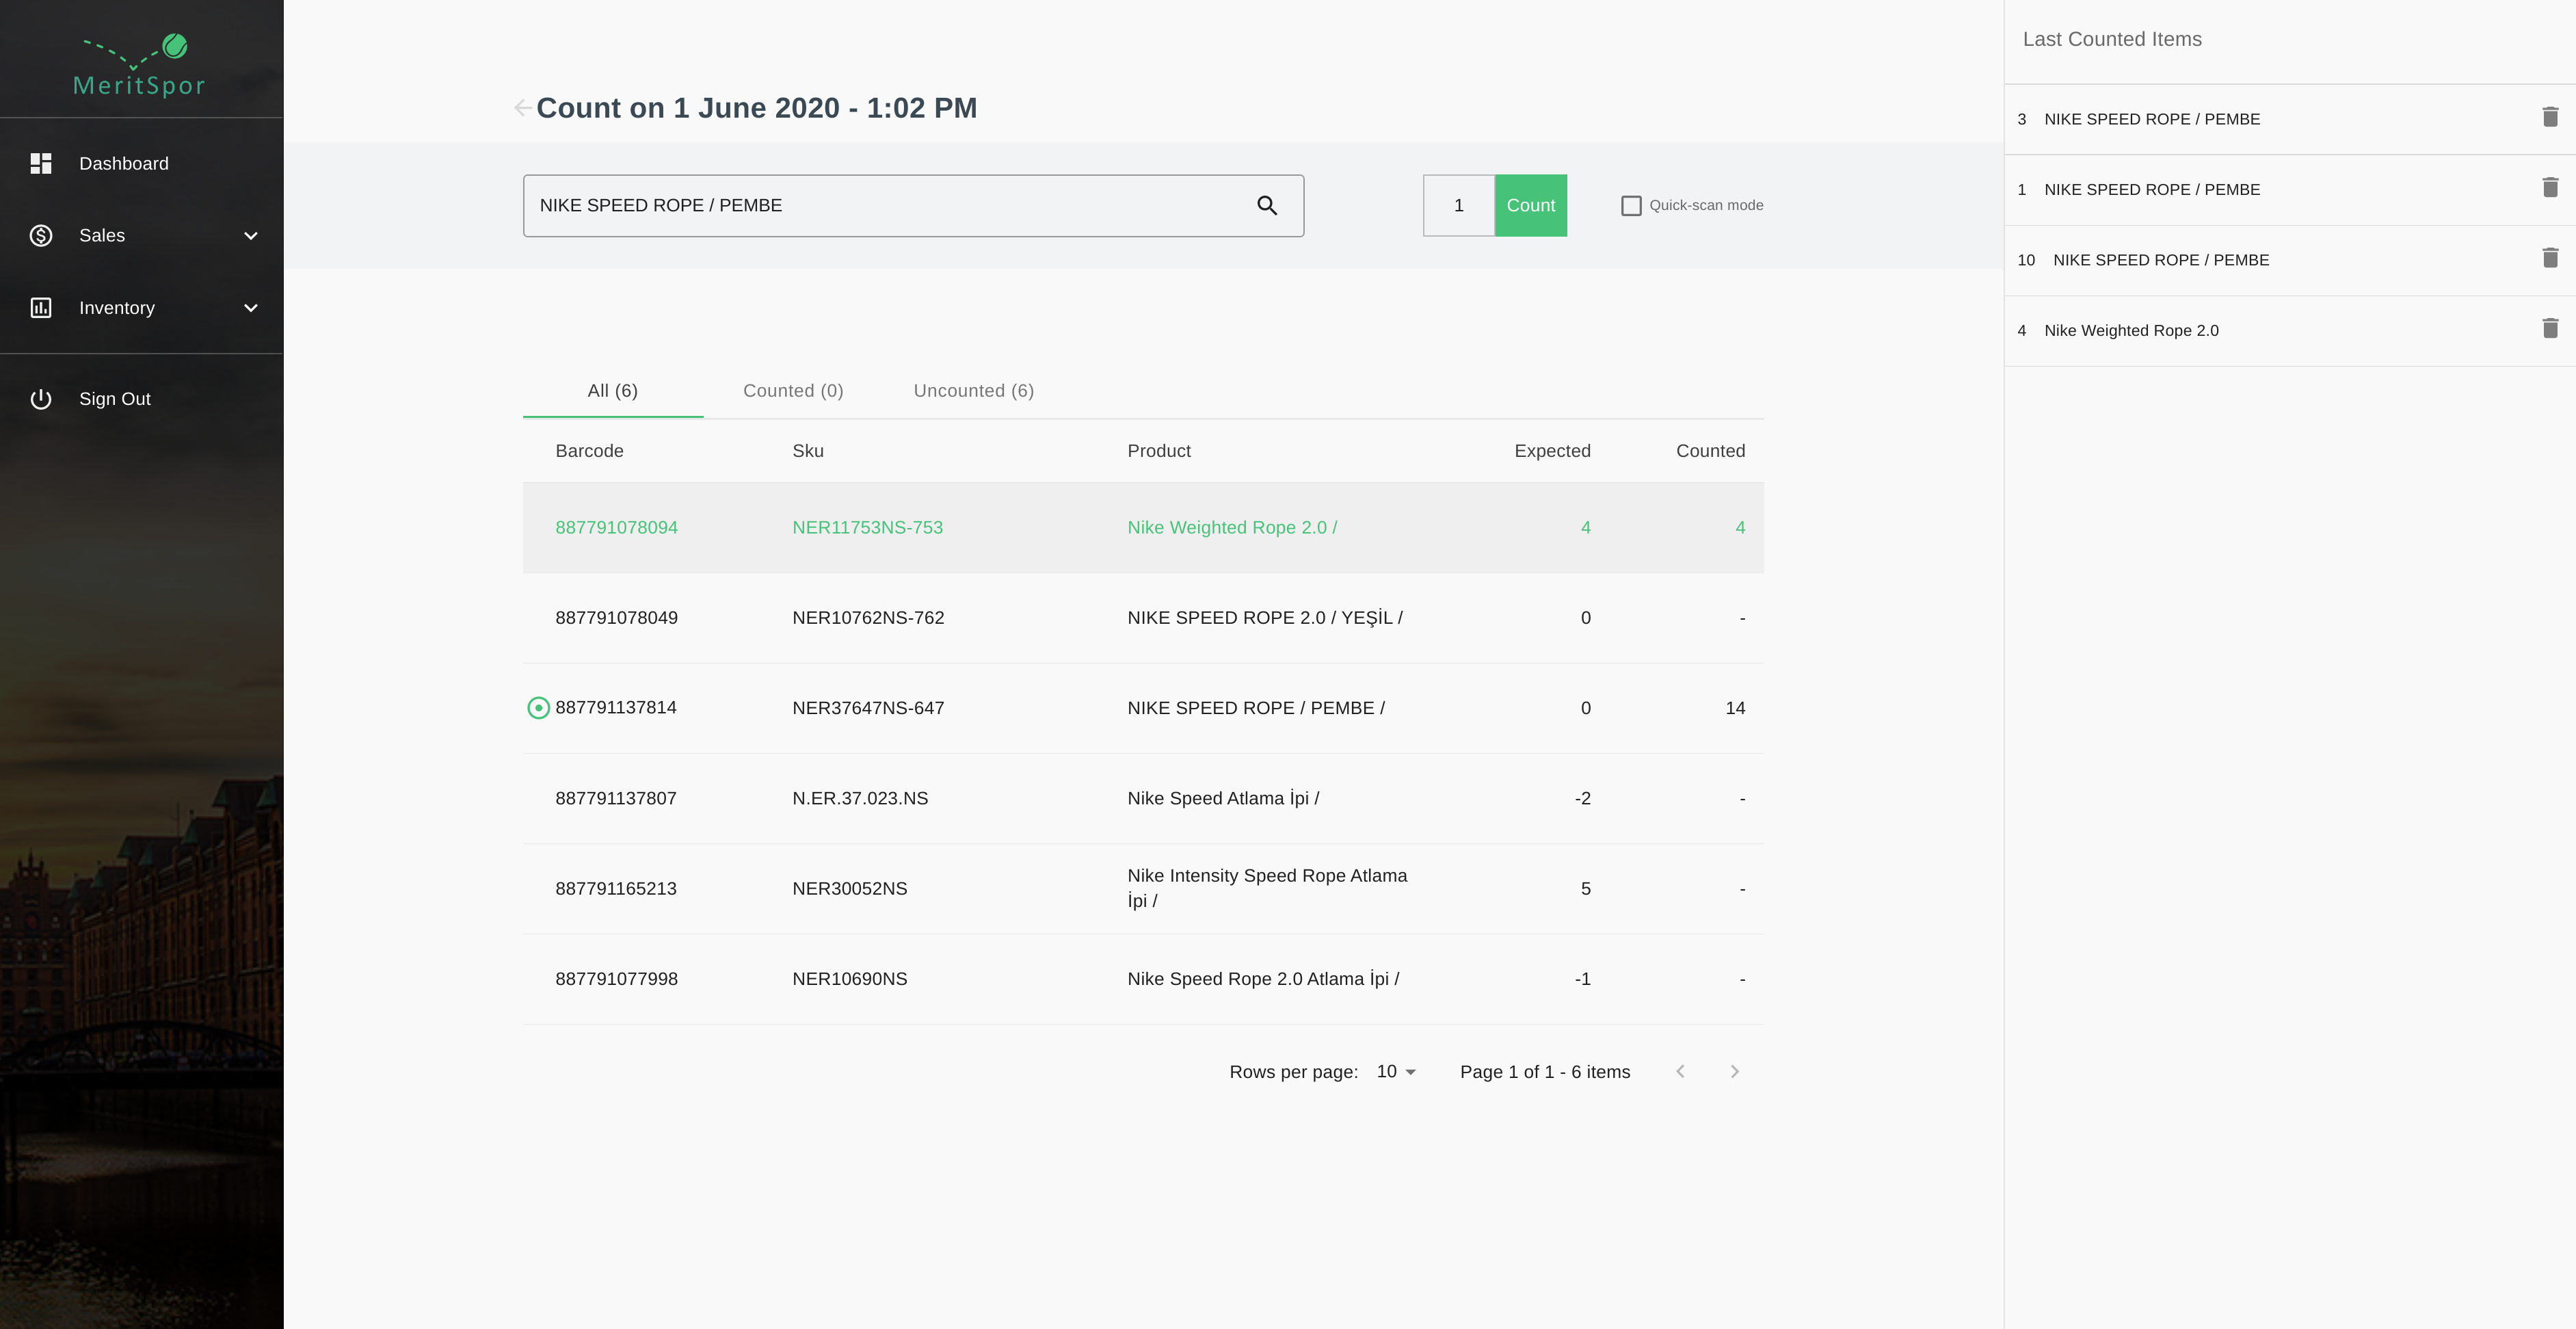 MeritSpor
Dashboard
Sales
Inventory
Sign Out
Count on 1 June 2020 - 1:02 PM
NIKE SPEED ROPE / PEMBE
1 Count Quick-scan mode
All (6) Counted (0) Uncounted (6)
Barcode Sku Product Expected Counted
887791078094 NER11753NS-753 Nike Weighted Rope 2.0 / 4 4
887791078049 NER10762NS-762 NIKE SPEED ROPE 2.0 / YEŞİL / 0 -
887791137814 NER37647NS-647 NIKE SPEED ROPE / PEMBE / 0 14
887791137807 N.ER.37.023.NS Nike Speed Atlama İpi / -2 -
887791165213 NER30052NS Nike Intensity Speed Rope Atlama
İpi / 5 -
887791077998 NER10690NS Nike Speed Rope 2.0 Atlama İpi / -1 -
Rows per page: 10 Page 1 of 1 - 6 items
Last Counted Items
3 NIKE SPEED ROPE / PEMBE
1 NIKE SPEED ROPE / PEMBE
10 NIKE SPEED ROPE / PEMBE
4 Nike Weighted Rope 2.0